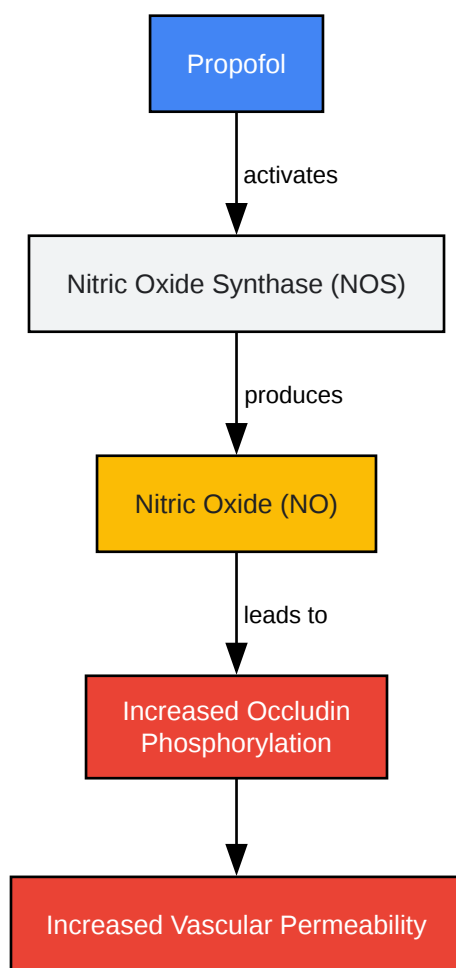 Propofol
activates
Nitric Oxide Synthase (NOS)
produces
Nitric Oxide (NO)
leads to
Increased Occludin
Phosphorylation
Increased Vascular Permeability